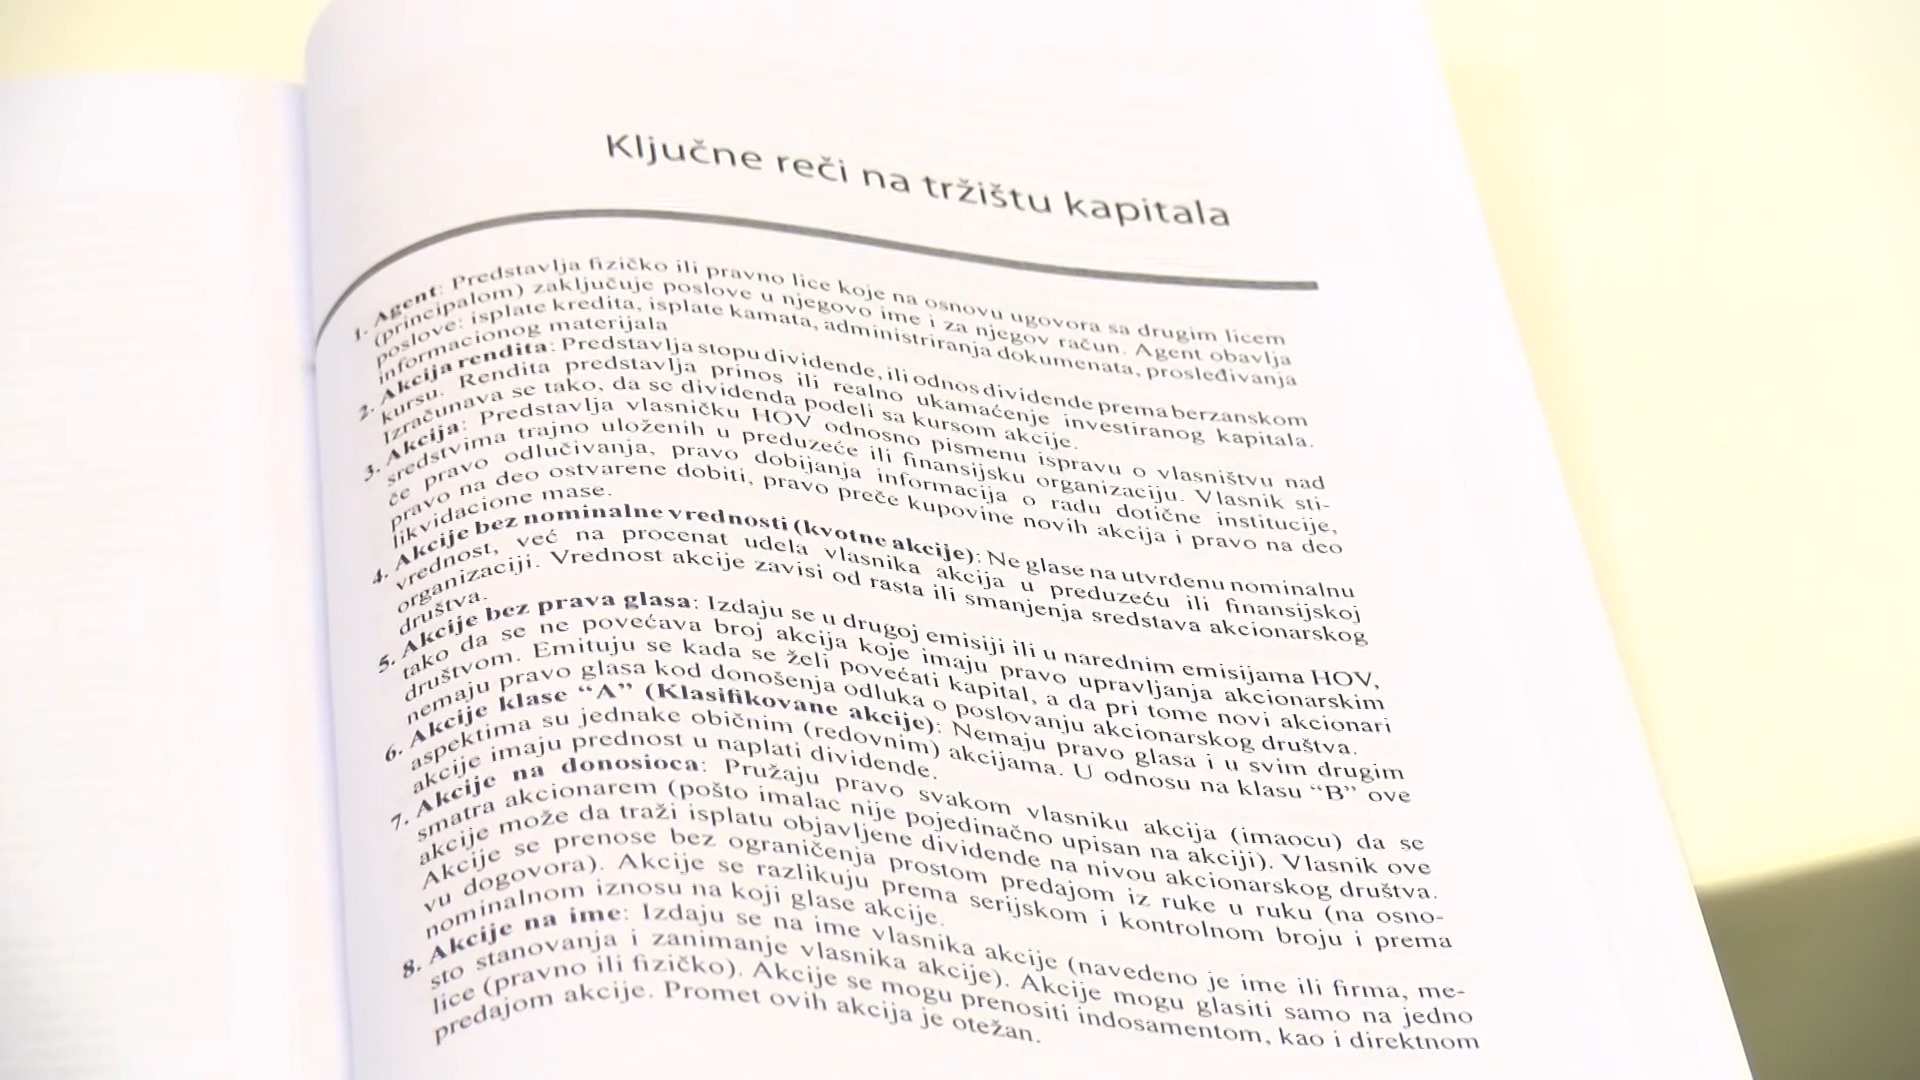 Ključne reči na tržištu kapitala
1. Agent: Predstavlja fizičko ili pravno lice koje na osnovu ugovora sa drugim licem
(principalom) zaključuje poslove u njegovo ime i za njegov račun. Agent obavlja
poslove: isplate kredita, isplate kamata, administriranja dokumenata, prosleđivanja
informacionog materijala
2. Akcija rendita: Predstavlja stopu dividende, ili odnos dividende prema berzanskom
kursu. Rendita predstavlja prinos ili realno ukamaćenje investiranog kapitala.
Izračunava se tako, da se dividenda podeli sa kursom akcije.
3. Akcija: Predstavlja vlasničku HOV odnosno pismenu ispravu o vlasništvu nad
sredstvima trajno uloženih u preduzeće ili finansijsku organizaciju. Vlasnik sti-
če pravo odlučivanja, pravo dobijanja informacija o radu dotične institucije,
pravo na deo ostvarene dobiti, pravo preče kupovine novih akcija i pravo na deo
likvidacione mase.
4. Akcije bez nominalne vrednosti (kvotne akcije): Ne glase na utvrđenu nominalnu
vrednost, već na procenat udela vlasnika akcija u preduzeću ili finansijskoj
organizaciji. Vrednost akcije zavisi od rasta ili smanjenja sredstava akcionarskog
društva.
5. Akcije bez prava glasa: Izdaju se u drugoj emisiji ili u narednim emisijama HOV,
tako da se ne povećava broj akcija koje imaju pravo upravljanja akcionarskim
društvom. Emituju se kada se želi povećati kapital, a da pri tome novi akcionari
nemaju pravo glasa kod donošenja odluka o poslovanju akcionarskog društva.
6. Akcije klase “A” (Klasifikovane akcije): Nemaju pravo glasa i u svim drugim
aspektima su jednake običnim (redovnim) akcijama. U odnosu na klasu “B” ove
akcije imaju prednost u naplati dividende.
7. Akcije na donosioca: Pružaju pravo svakom vlasniku akcija (imaocu) da se
smatra akcionarem (pošto imalac nije pojedinačno upisan na akciji). Vlasnik ove
akcije može da traži isplatu objavljene dividende na nivou akcionarskog društva.
Akcije se prenose bez ograničenja prostom predajom iz ruke u ruku (na osno-
vu dogovora). Akcije se razlikuju prema serijskom i kontrolnom broju i prema
nominalnom iznosu na koji glase akcije.
8. Akcije na ime: Izdaju se na ime vlasnika akcije (navedeno je ime ili firma, me-
sto stanovanja i zanimanje vlasnika akcije). Akcije mogu glasiti samo na jedno
lice (pravno ili fizičko). Akcije se mogu prenositi indosamentom, kao i direktnom
predajom akcije. Promet ovih akcija je otežan.